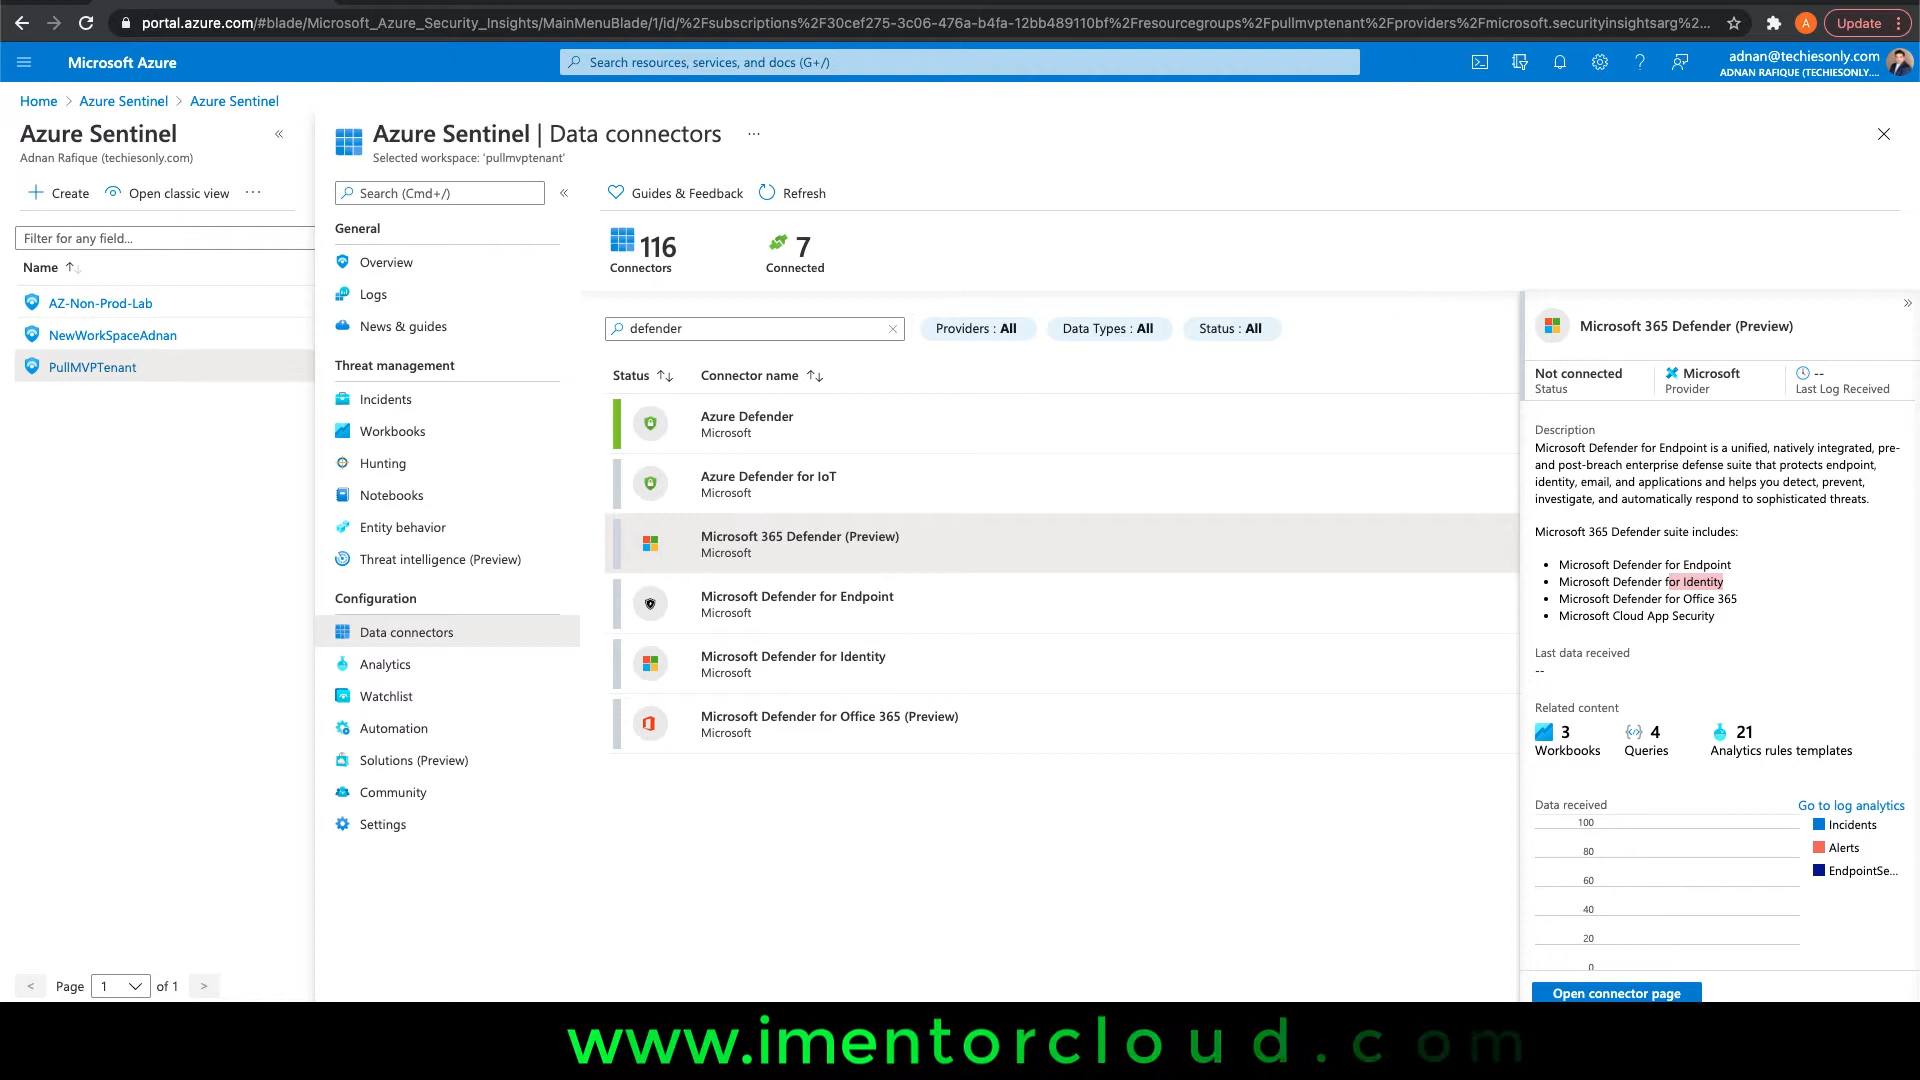 portal.azure.com/#blade/Microsoft_Azure_Security_Insights/MainMenuBlade/1/id/%2Fsubscriptions%2F30cef275-3c06-476a-b4fa-12bb489110bf%2Fresourcegroups%2Fpullmvptenant%2Fproviders%2Fmicrosoft.securityinsightsarg%2...
A
Update
Microsoft Azure
Search resources, services, and docs (G+/)
adnan@techiesonly.com
ADNAN RAFIQUE (TECHIESONLY....
Home > Azure Sentinel > Azure Sentinel
Azure Sentinel
Adnan Rafique (techiesonly.com)
Create
Open classic view
Filter for any field...
Name
AZ-Non-Prod-Lab
NewWorkSpaceAdnan
PullMVPTenant
< Page 1 of 1 >
Azure Sentinel | Data connectors
Selected workspace: 'pullmvptenant'
Search (Cmd+/)
General
Overview
Logs
News & guides
Threat management
Incidents
Workbooks
Hunting
Notebooks
Entity behavior
Threat intelligence (Preview)
Configuration
Data connectors
Analytics
Watchlist
Automation
Solutions (Preview)
Community
Settings
Guides & Feedback
Refresh
116
Connectors
7
Connected
defender
Providers : All
Data Types : All
Status : All
Status
Connector name
Azure Defender
Microsoft
Azure Defender for IoT
Microsoft
Microsoft 365 Defender (Preview)
Microsoft
Microsoft Defender for Endpoint
Microsoft
Microsoft Defender for Identity
Microsoft
Microsoft Defender for Office 365 (Preview)
Microsoft
Microsoft 365 Defender (Preview)
Not connected
Status
Microsoft
Provider
--
Last Log Received
Description
Microsoft Defender for Endpoint is a unified, natively integrated, pre-
and post-breach enterprise defense suite that protects endpoint,
identity, email, and applications and helps you detect, prevent,
investigate, and automatically respond to sophisticated threats.
Microsoft 365 Defender suite includes:
• Microsoft Defender for Endpoint
• Microsoft Defender for Identity
• Microsoft Defender for Office 365
• Microsoft Cloud App Security
Last data received
--
Related content
3
Workbooks
4
Queries
21
Analytics rules templates
Data received
Go to log analytics
100
80
60
40
20
0
Incidents
Alerts
EndpointSe...
Open connector page
www.imentorcloud.com